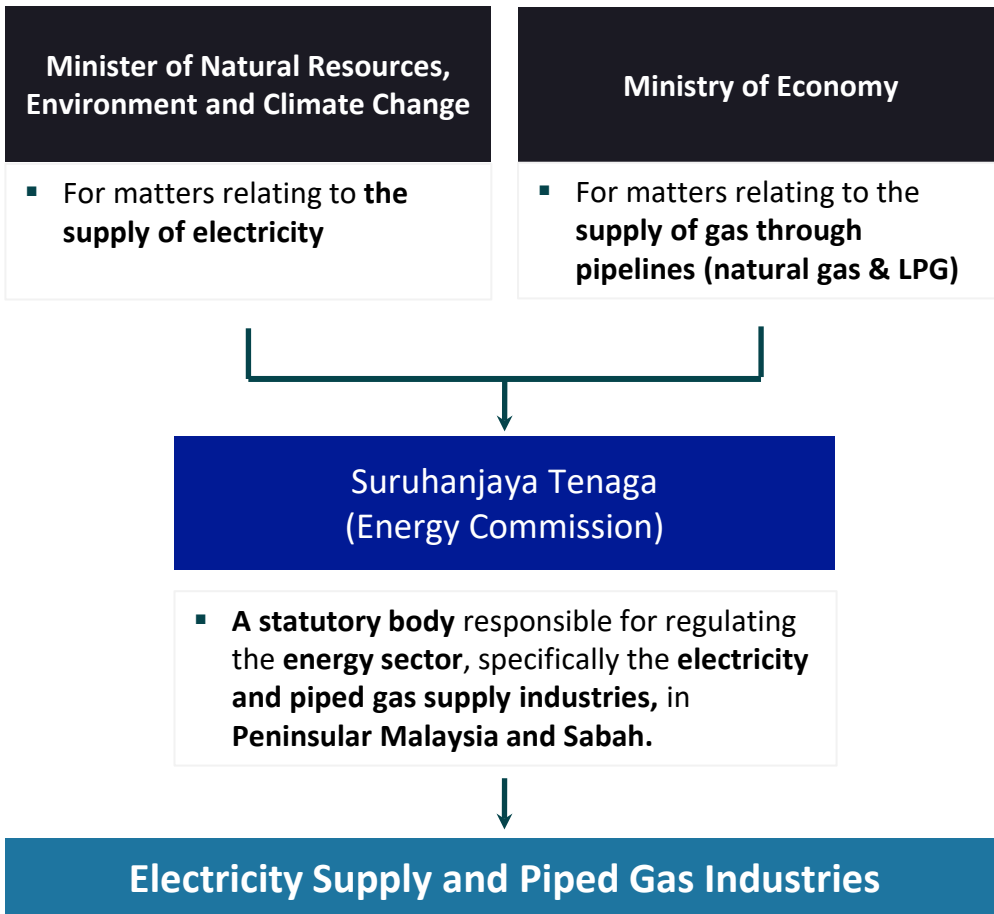 Minister of Natural Resources,
Environment and Climate Change
▪ For matters relating to the
supply of electricity
Ministry of Economy
▪ For matters relating to the
supply of gas through
pipelines (natural gas & LPG)
Suruhanjaya Tenaga
(Energy Commission)
▪ A statutory body responsible for regulating
the energy sector, specifically the electricity
and piped gas supply industries, in
Peninsular Malaysia and Sabah.
Electricity Supply and Piped Gas Industries